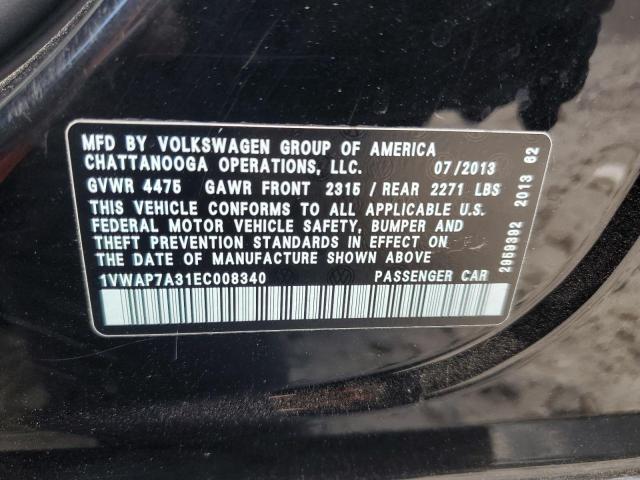 MFD BY VOLKSWAGEN GROUP OF AMERICA
CHATTANOOGA OPERATIONS, LLC. 07/2013
GVWR 4475 GAWR FRONT 2315 / REAR 2271 LBS
THIS VEHICLE CONFORMS TO ALL APPLICABLE U.S.
FEDERAL MOTOR VEHICLE SAFETY, BUMPER AND
THEFT PREVENTION STANDARDS IN EFFECT ON
THE DATE OF MANUFACTURE SHOWN ABOVE
1VWAP7A31EC008340 PASSENGER CAR
2959392 2013 62